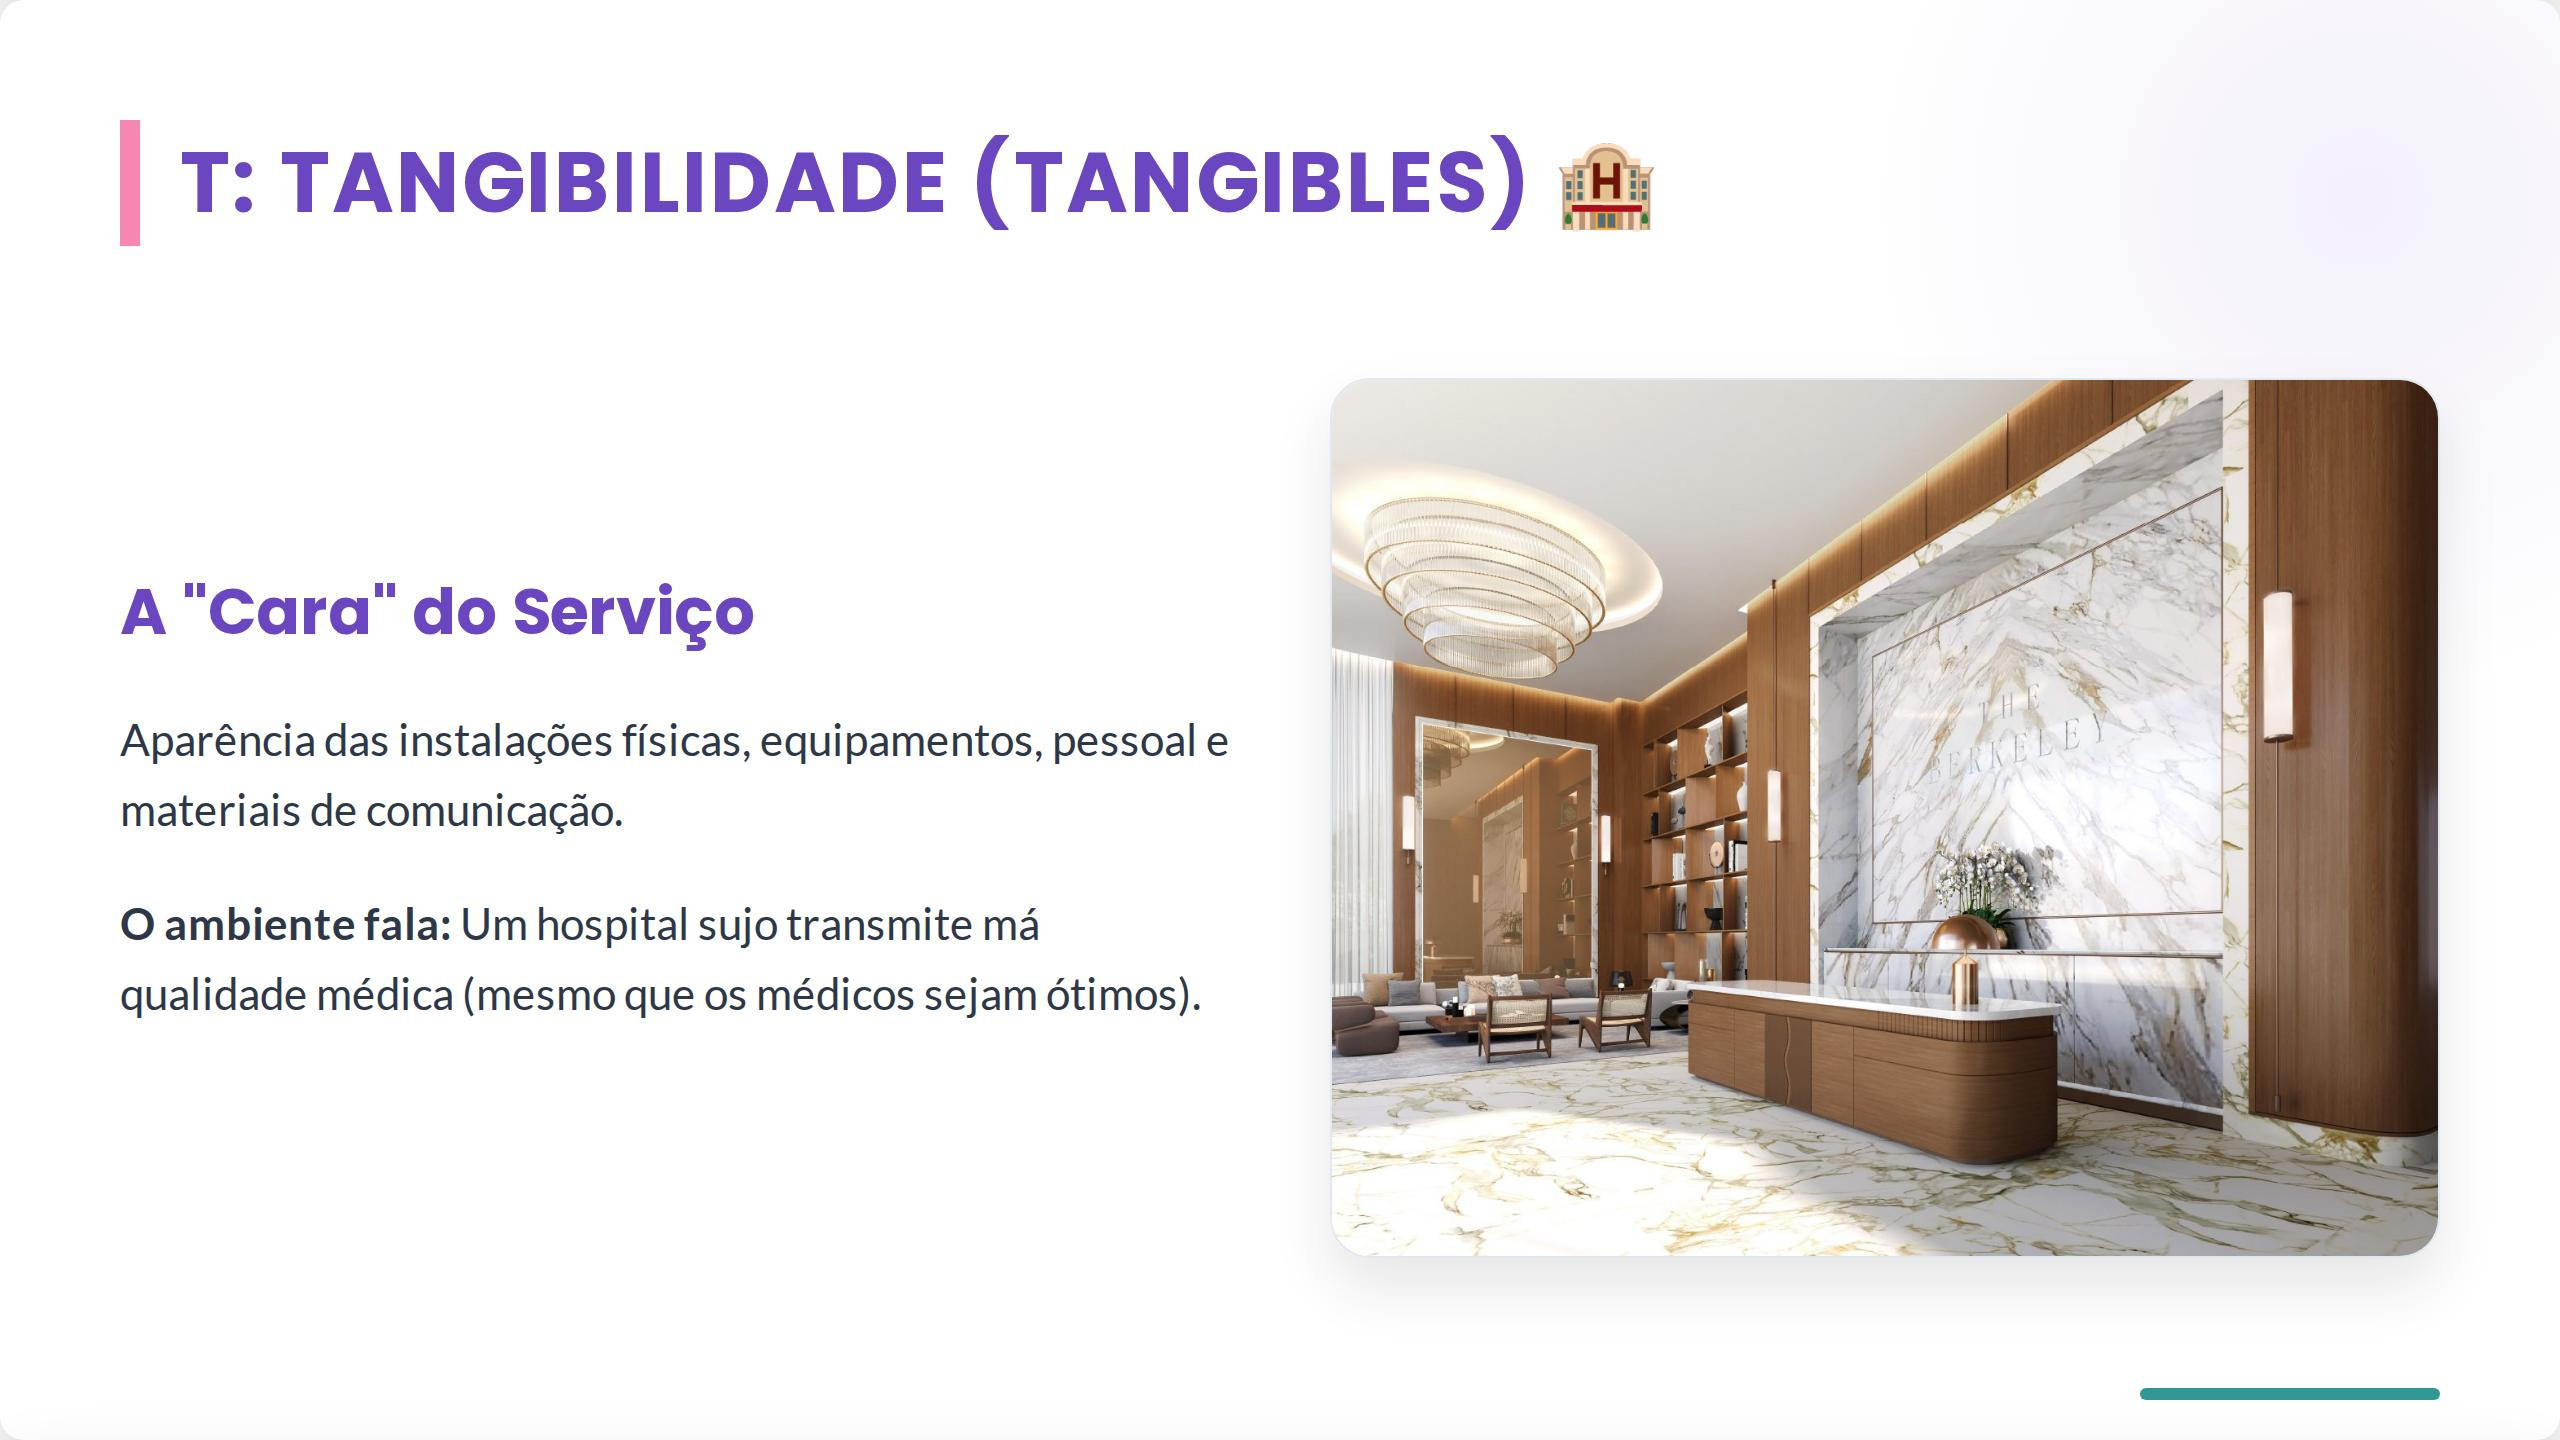 T: TANGIBILIDADE (TANGIBLES) 🏨
A "Cara" do Serviço
Aparência das instalações físicas, equipamentos, pessoal e
materiais de comunicação.
O ambiente fala: Um hospital sujo transmite má
qualidade médica (mesmo que os médicos sejam ótimos).
THE
BERKELEY